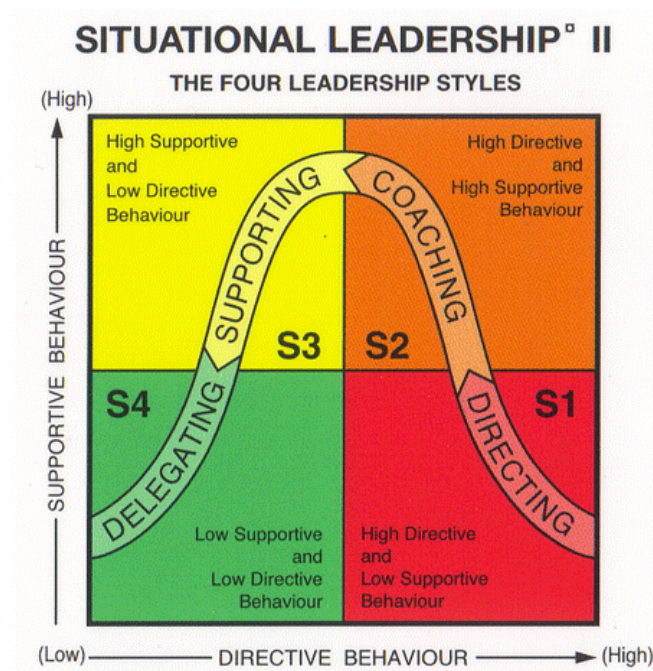 SITUATIONAL LEADERSHIP° II
THE FOUR LEADERSHIP STYLES
(High)
High Supportive
and
Low Directive
Behaviour
High Directive
and
High Supportive
Behaviour
SUPPORTING
COACHING
S3
S2
S4
S1
DELEGATING
DIRECTING
Low Supportive
and
Low Directive
Behaviour
High Directive
and
Low Supportive
Behaviour
SUPPORTIVE BEHAVIOUR
(Low)
DIRECTIVE BEHAVIOUR
(High)